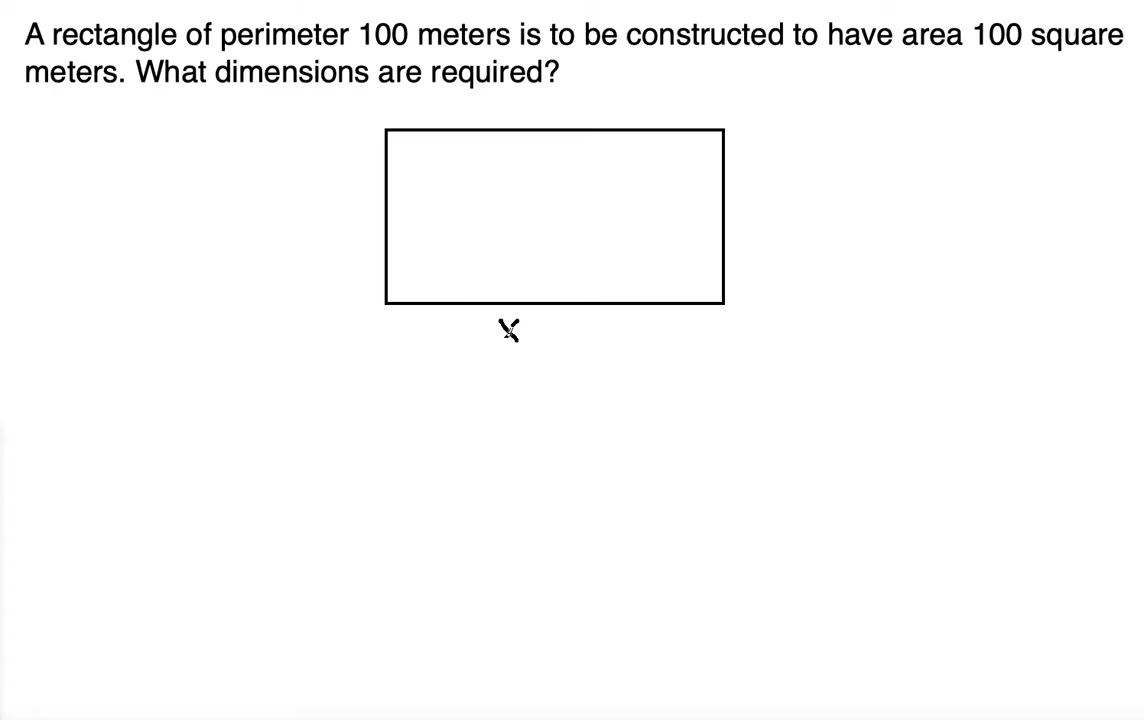 A rectangle of perimeter 100 meters is to be constructed to have area 100 square
meters. What dimensions are required?
x